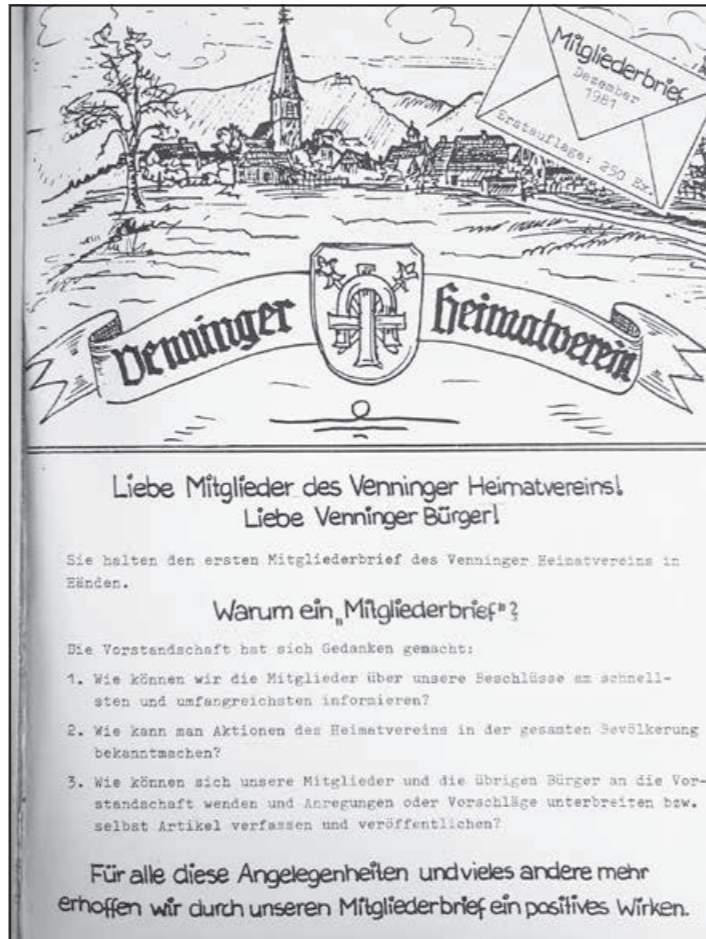 Mitgliederbrief
Dezember
1981
Erstauflage: 250 Ex.
Venninger Heimatverein
Liebe Mitglieder des Venninger Heimatvereins!
Liebe Venninger Bürger!
Sie halten den ersten Mitgliederbrief des Venninger Heimatvereins in
Händen.
Warum ein „Mitgliederbrief"?
Die Vorstandschaft hat sich Gedanken gemacht:
1. Wie können wir die Mitglieder über unsere Beschlüsse am schnell-
sten und umfangreichsten informieren?
2. Wie kann man Aktionen des Heimatvereins in der gesamten Bevölkerung
bekanntmachen?
3. Wie können sich unsere Mitglieder und die übrigen Bürger an die Vor-
standschaft wenden und Anregungen oder Vorschläge unterbreiten bzw.
selbst Artikel verfassen und veröffentlichen?
Für alle diese Angelegenheiten und vieles andere mehr
erhoffen wir durch unseren Mitgliederbrief ein positives Wirken.